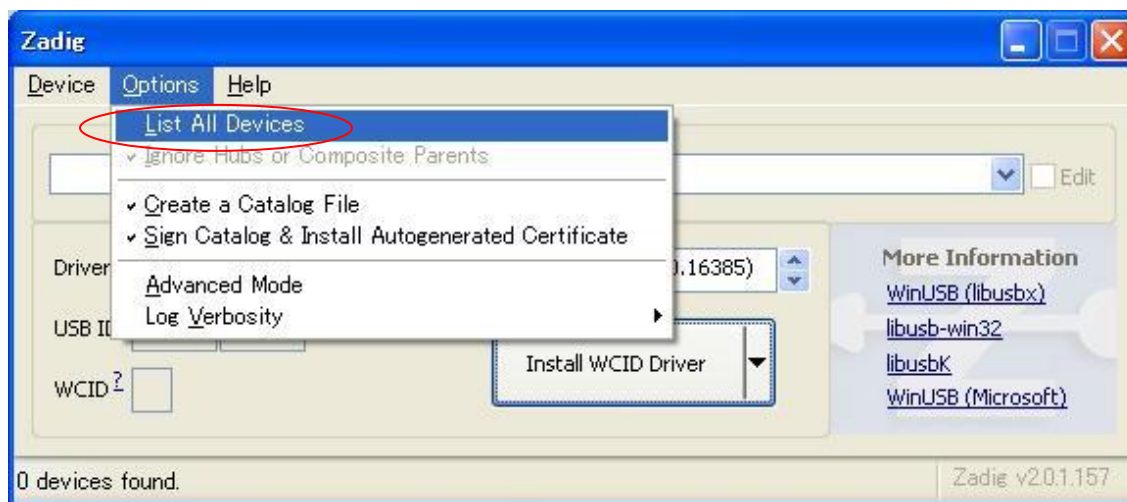 Zadig
Device Options Help
List All Devices
Ignore Hubs or Composite Parents
Edit
Create a Catalog File
Sign Catalog & Install Autogenerated Certificate
Driver
.16385)
Advanced Mode
Log Verbosity
USB ID
WCID ?
Install WCID Driver
More Information
WinUSB (libusbx)
libusb-win32
libusbK
WinUSB (Microsoft)
0 devices found.
Zadig v2.0.1.157